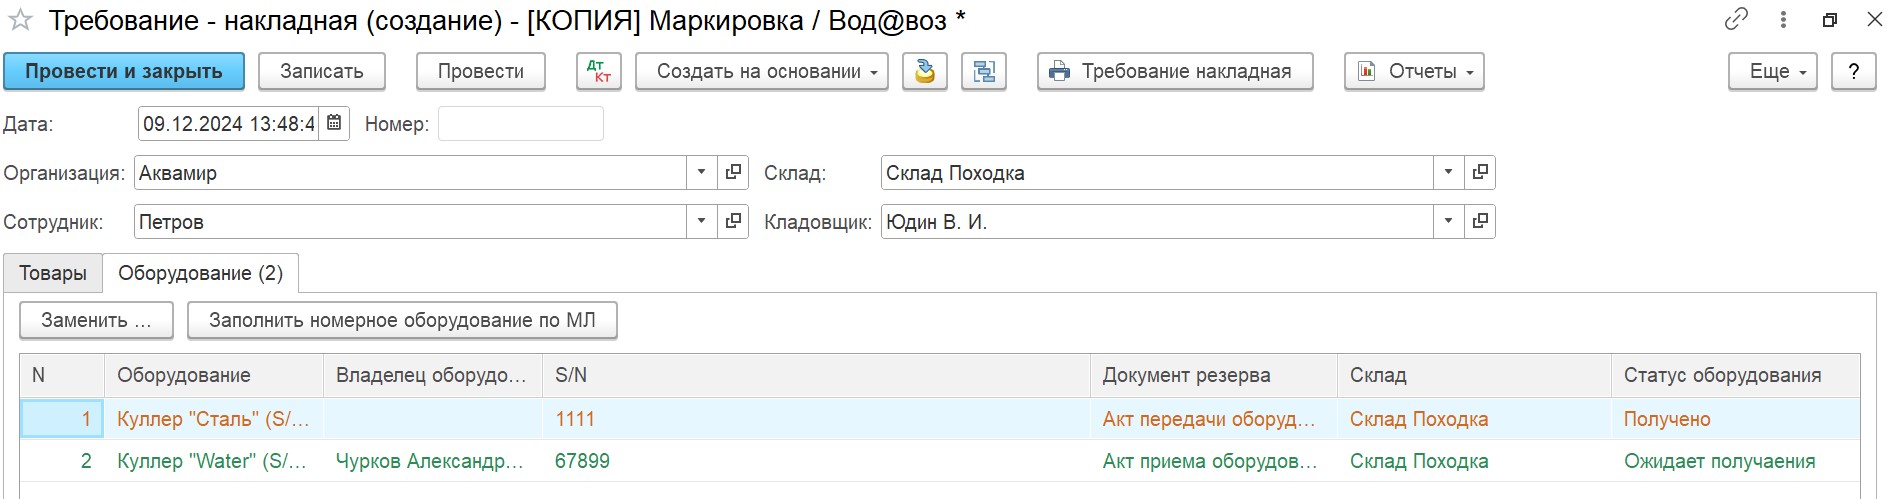 Требование - накладная (создание) - [КОПИЯ] Маркировка / Вод@воз *
Провести и закрыть Записать Провести Дт Кт Создать на основании Требование накладная Отчеты Еще ?
Дата: 09.12.2024 13:48:4 Номер:
Организация: Аквамир Склад: Склад Походка
Сотрудник: Петров Кладовщик: Юдин В. И.
Товары Оборудование (2)
Заменить ... Заполнить номерное оборудование по МЛ
N Оборудование Владелец оборудо... S/N Документ резерва Склад Статус оборудования
1 Куллер "Сталь" (S/... 1111 Акт передачи оборуд... Склад Походка Получено
2 Куллер "Water" (S/... Чурков Александр... 67899 Акт приема оборудов... Склад Походка Ожидает получаения